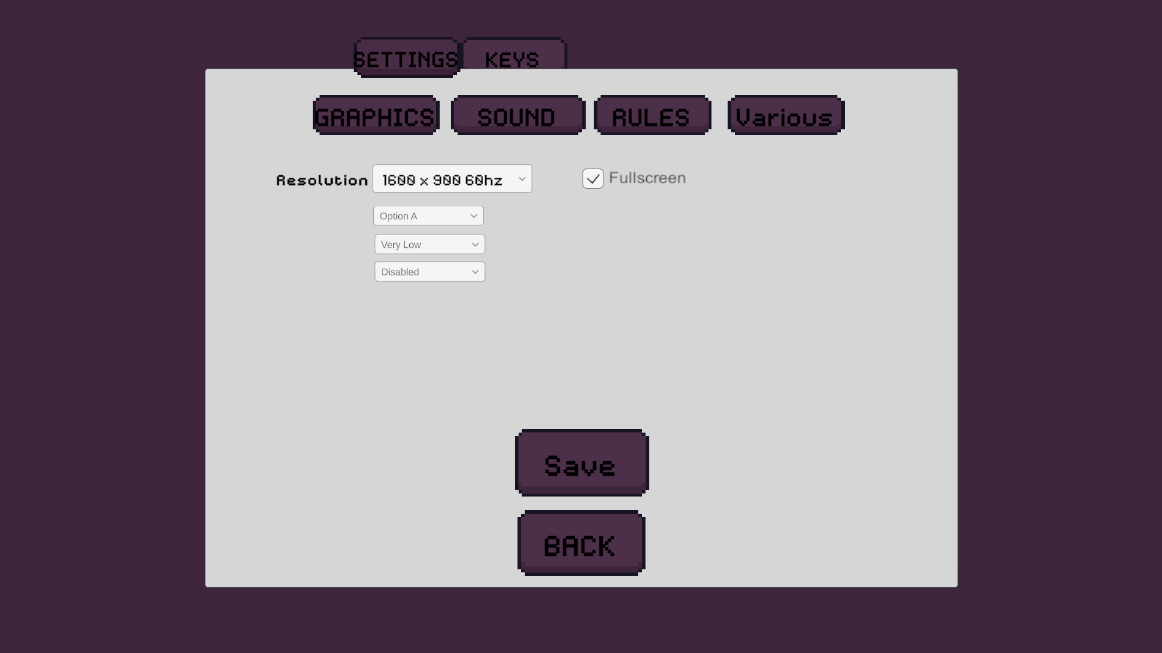 SETTINGS KEYS
GRAPHICS SOUND RULES Various
Resolution 1600 x 900 60hz Fullscreen
Option A
Very Low
Disabled
Save
BACK